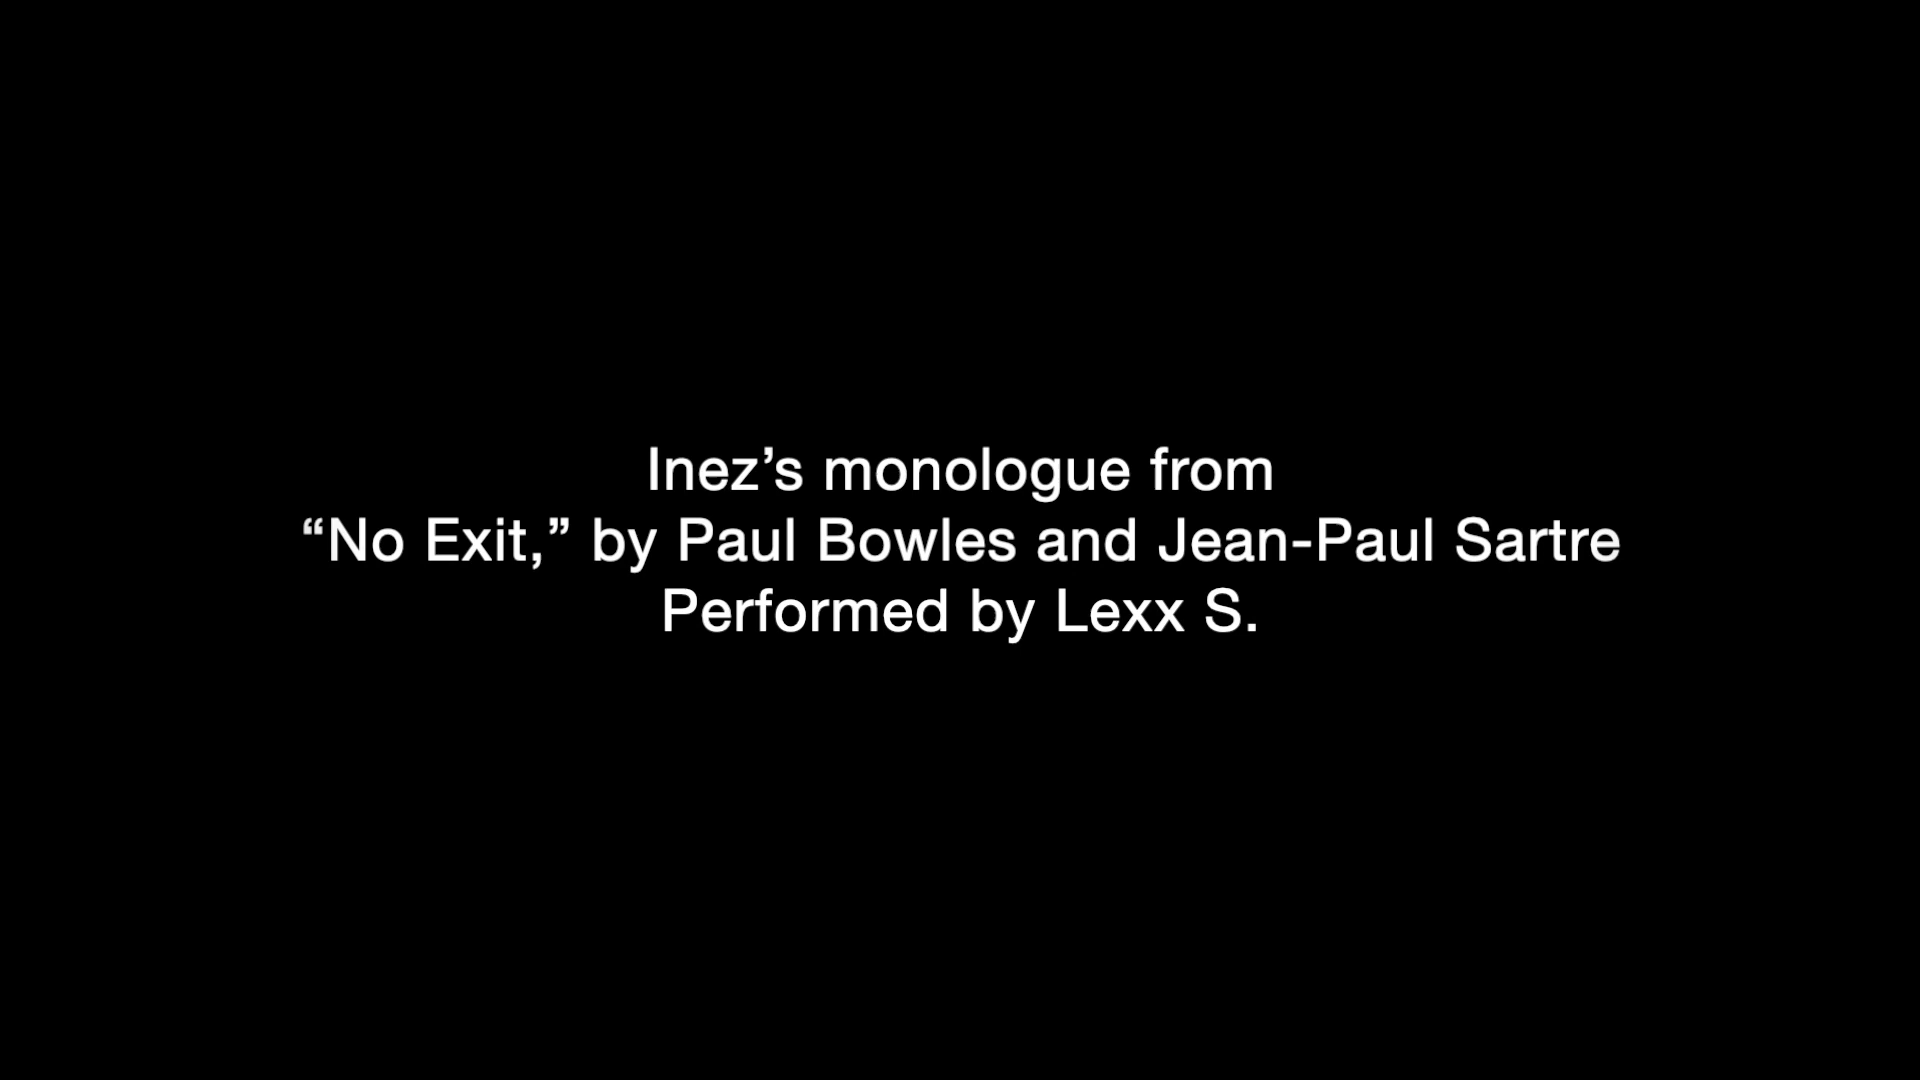 Inez’s monologue from
“No Exit,” by Paul Bowles and Jean-Paul Sartre
Performed by Lexx S.